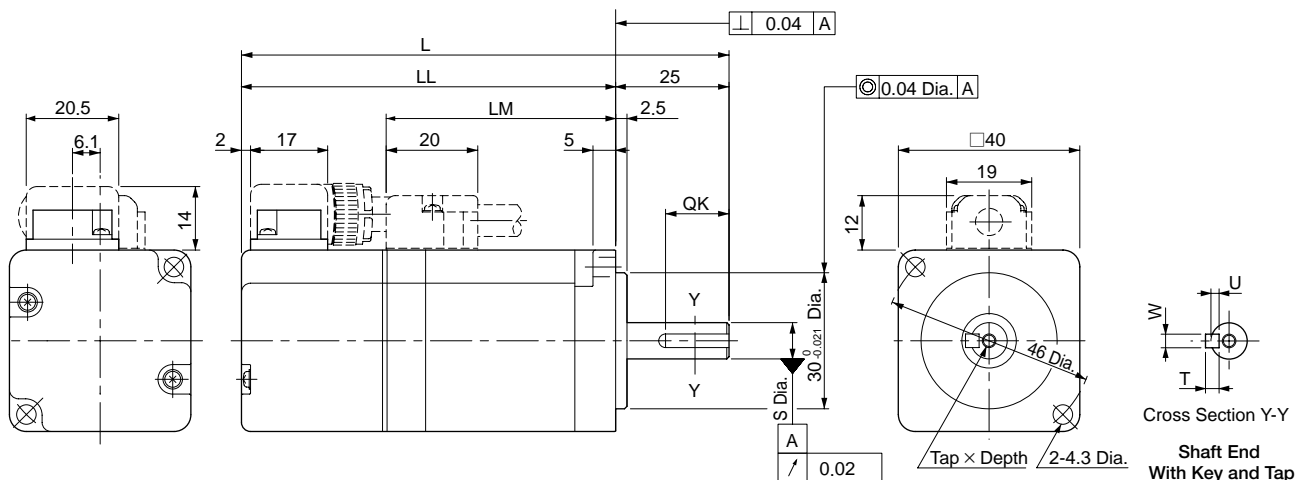 ⊥ 0.04 A
L
LL
25
◎ 0.04 Dia. A
20.5
LM
2.5
6.1
2
17
20
5
□40
19
14
QK
12
Y
Y
S Dia.
30 0 -0.021 Dia.
46 Dia.
U
W
T
Cross Section Y-Y
A
↗ 0.02
Tap × Depth
2-4.3 Dia.
Shaft End
With Key and Tap